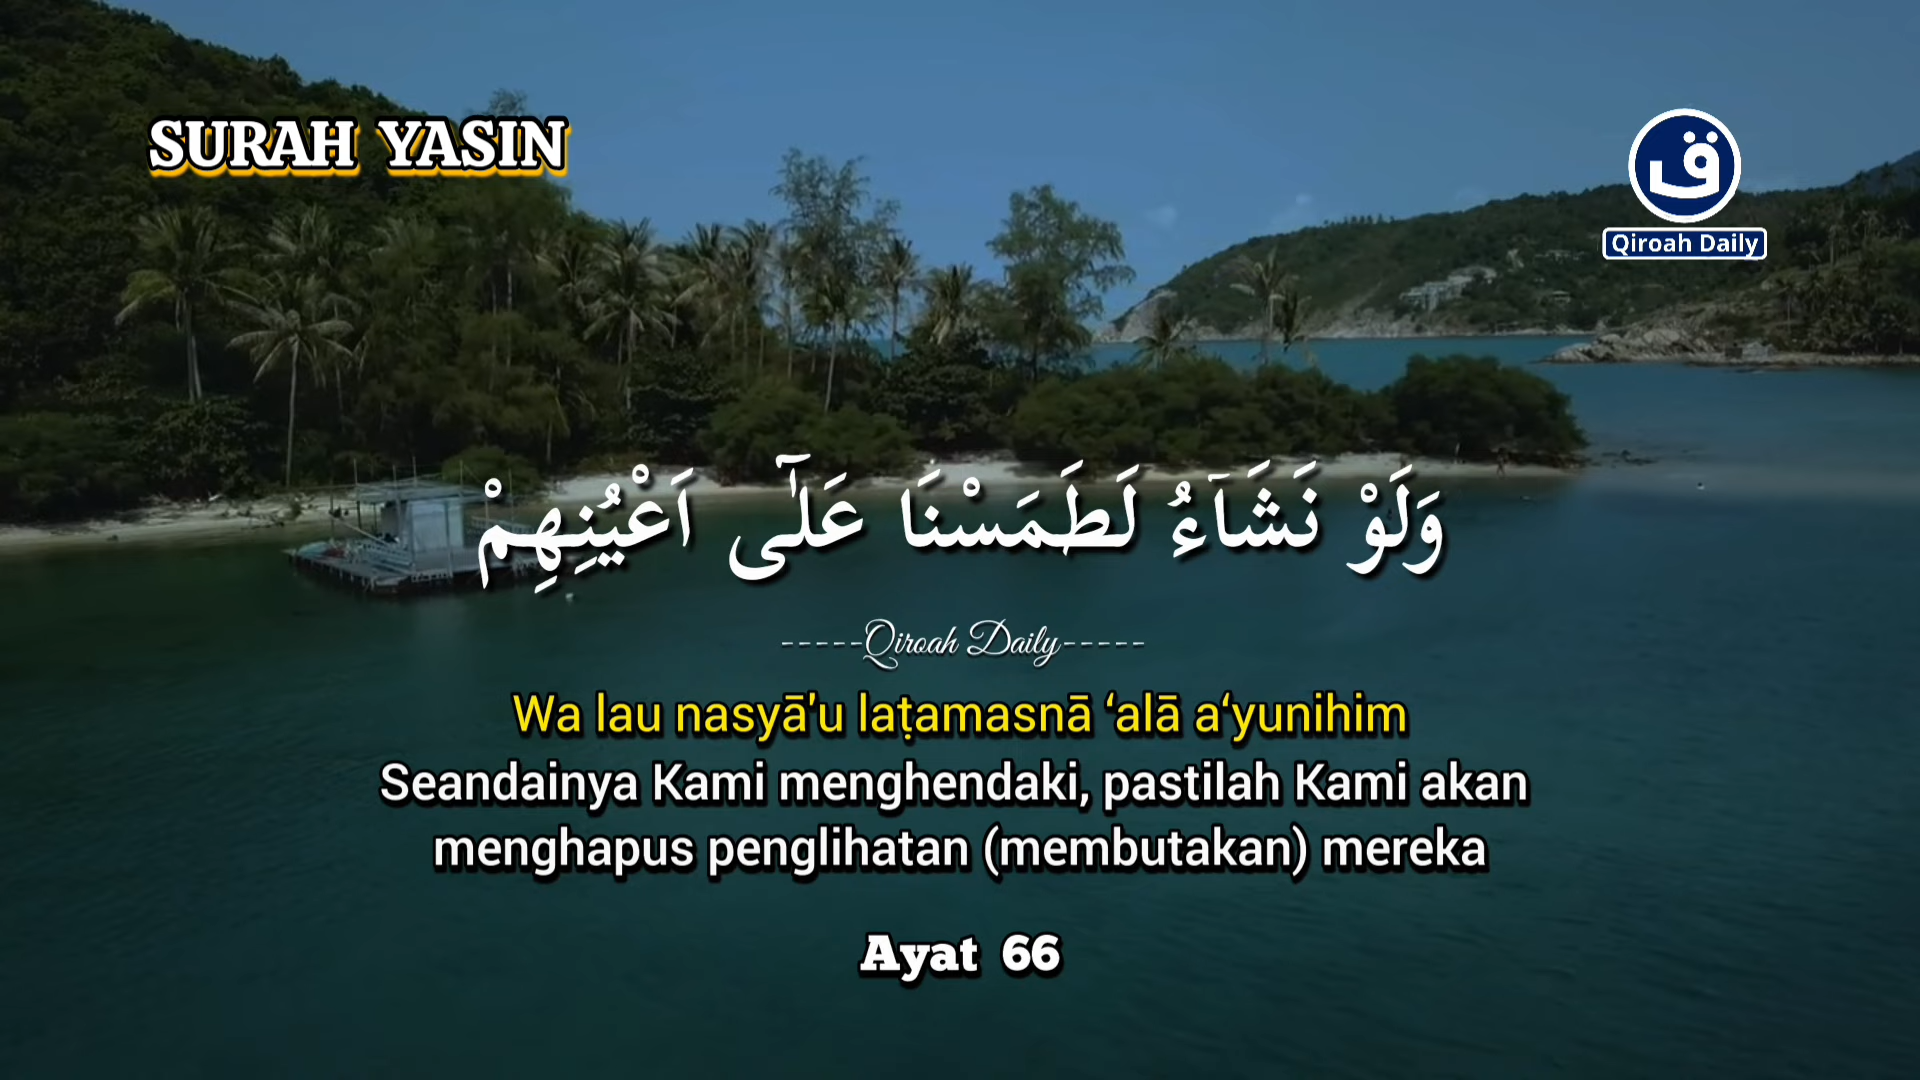 SURAH YASIN
ق
Qiroah Daily
وَلَوْ نَشَاۤءُ لَطَمَسْنَا عَلٰٓى اَعْيُنِهِمْ
-----Qiroah Daily-----
Wa lau nasyā'u laṭamasnā ‘alā a‘yunihim
Seandainya Kami menghendaki, pastilah Kami akan
menghapus penglihatan (membutakan) mereka
Ayat 66